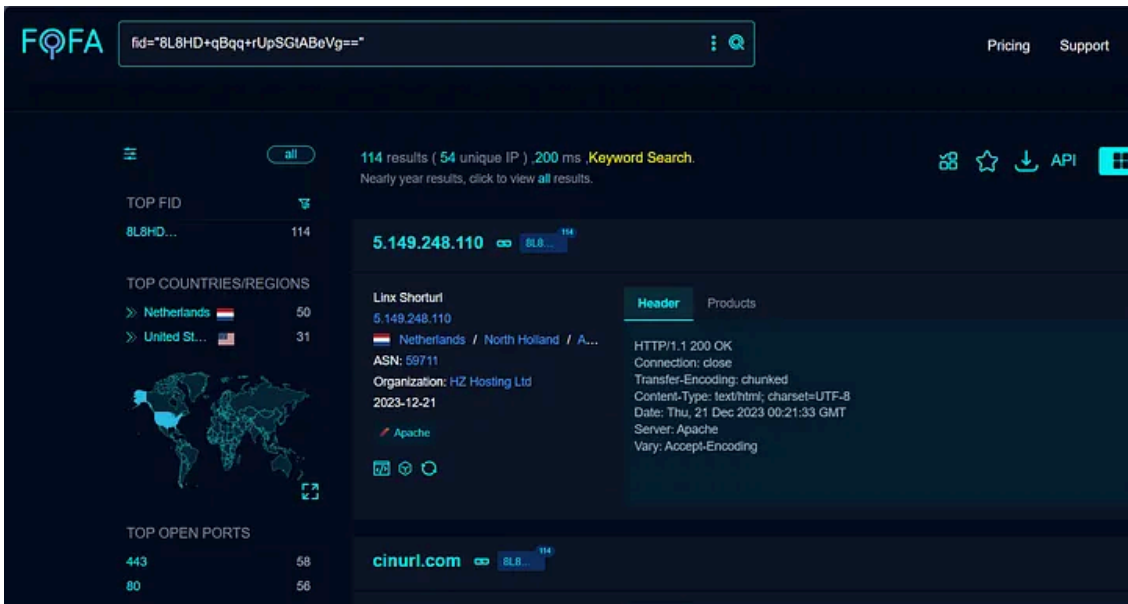 FOFA
fid="8L8HD+qBqq+rUpSGtABeVg=="
Pricing Support
all
114 results ( 54 unique IP ) ,200 ms ,Keyword Search.
Nearly year results, click to view all results.
API
TOP FID
8L8HD... 114
TOP COUNTRIES/REGIONS
Netherlands 50
United St... 31
TOP OPEN PORTS
443 58
80 56
5.149.248.110 8L8... 114
Linx Shorturl
5.149.248.110
Netherlands / North Holland / A...
ASN: 59711
Organization: HZ Hosting Ltd
2023-12-21
Apache
Header Products
HTTP/1.1 200 OK
Connection: close
Transfer-Encoding: chunked
Content-Type: text/html; charset=UTF-8
Date: Thu, 21 Dec 2023 00:21:33 GMT
Server: Apache
Vary: Accept-Encoding
cinurl.com 8L8... 114